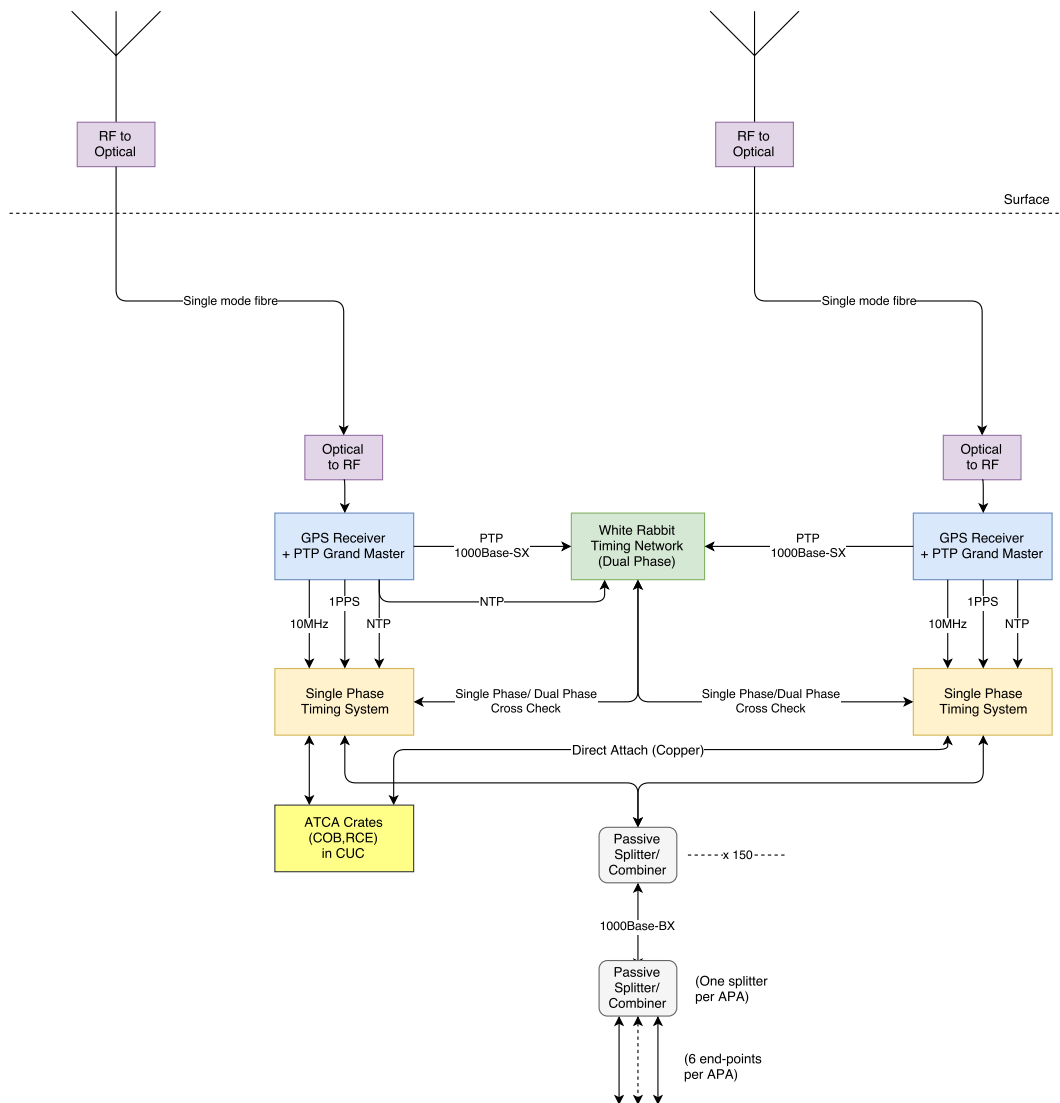 RF to
Optical
RF to
Optical
Surface
Single mode fibre
Single mode fibre
Optical
to RF
Optical
to RF
GPS Receiver
+ PTP Grand Master
PTP
1000Base-SX
White Rabbit
Timing Network
(Dual Phase)
PTP
1000Base-SX
GPS Receiver
+ PTP Grand Master
10MHz
1PPS
NTP
NTP
10MHz
1PPS
NTP
Single Phase
Timing System
Single Phase/ Dual Phase
Cross Check
Single Phase/Dual Phase
Cross Check
Single Phase
Timing System
Direct Attach (Copper)
ATCA Crates
(COB,RCE)
in CUC
Passive
Splitter/
Combiner
x 150
1000Base-BX
Passive
Splitter/
Combiner
(One splitter
per APA)
(6 end-points
per APA)